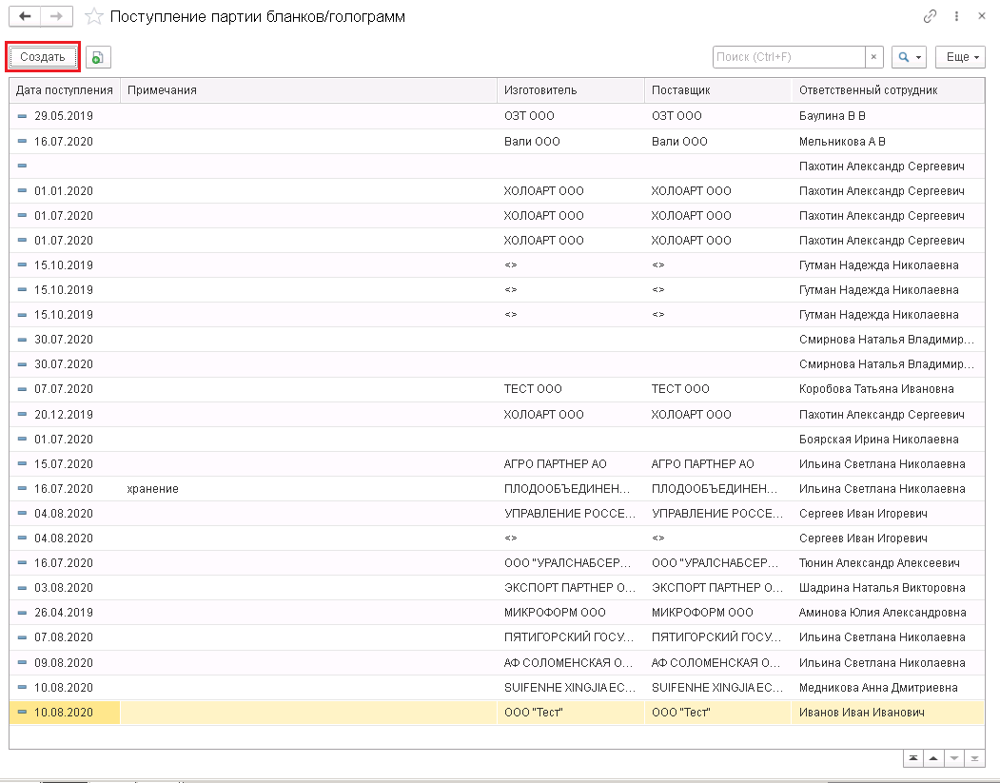 Поступление партии бланков/голограмм
Создать
Поиск (Ctrl+F)
×
Еще
Дата поступления Примечания Изготовитель Поставщик Ответственный сотрудник
29.05.2019 ОЗТ ООО ОЗТ ООО Баулина В В
16.07.2020 Вали ООО Вали ООО Мельникова А В
Пахотин Александр Сергеевич
01.01.2020 ХОЛОАРТ ООО ХОЛОАРТ ООО Пахотин Александр Сергеевич
01.07.2020 ХОЛОАРТ ООО ХОЛОАРТ ООО Пахотин Александр Сергеевич
01.07.2020 ХОЛОАРТ ООО ХОЛОАРТ ООО Пахотин Александр Сергеевич
15.10.2019 <> <> Гутман Надежда Николаевна
15.10.2019 <> <> Гутман Надежда Николаевна
15.10.2019 <> <> Гутман Надежда Николаевна
30.07.2020 Смирнова Наталья Владимир...
30.07.2020 Смирнова Наталья Владимир...
07.07.2020 ТЕСТ ООО ТЕСТ ООО Коробова Татьяна Ивановна
20.12.2019 ХОЛОАРТ ООО ХОЛОАРТ ООО Пахотин Александр Сергеевич
01.07.2020 Боярская Ирина Николаевна
15.07.2020 АГРО ПАРТНЕР АО АГРО ПАРТНЕР АО Ильина Светлана Николаевна
16.07.2020 хранение ПЛОДООБЪЕДИНЕН... ПЛОДООБЪЕДИНЕН... Ильина Светлана Николаевна
04.08.2020 УПРАВЛЕНИЕ РОССЕ... УПРАВЛЕНИЕ РОССЕ... Сергеев Иван Игоревич
04.08.2020 <> <> Сергеев Иван Игоревич
16.07.2020 ООО "УРАЛСНАБСЕР... ООО "УРАЛСНАБСЕР... Тюнин Александр Алексеевич
03.08.2020 ЭКСПОРТ ПАРТНЕР О... ЭКСПОРТ ПАРТНЕР О... Шадрина Наталья Викторовна
26.04.2019 МИКРОФОРМ ООО МИКРОФОРМ ООО Аминова Юлия Александровна
07.08.2020 ПЯТИГОРСКИЙ ГОСУ... ПЯТИГОРСКИЙ ГОСУ... Ильина Светлана Николаевна
09.08.2020 АФ СОЛОМЕНСКАЯ О... АФ СОЛОМЕНСКАЯ О... Ильина Светлана Николаевна
10.08.2020 SUIFENHE XINGJIA EC... SUIFENHE XINGJIA EC... Медникова Анна Дмитриевна
10.08.2020 ООО "Тест" ООО "Тест" Иванов Иван Иванович